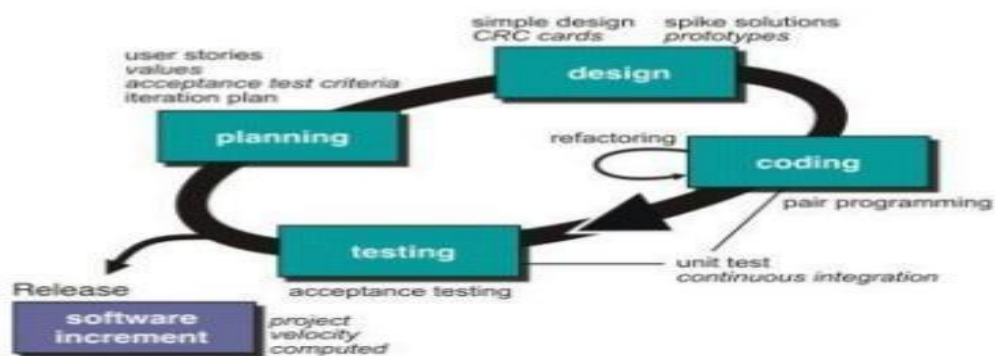 simple design
CRC cards
spike solutions
prototypes
user stories
values
acceptance test criteria
iteration plan
design
planning
refactoring
coding
pair programming
testing
unit test
continuous integration
acceptance testing
Release
software
increment
project
velocity
computed